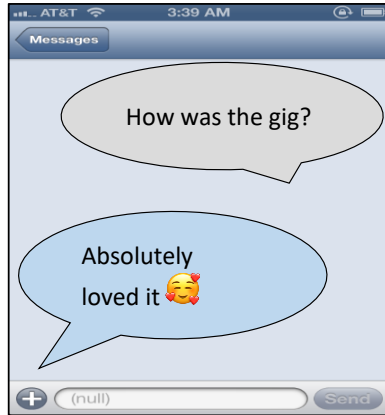 AT&T 3:39 AM
Messages
How was the gig?
Absolutely
loved it 🥰
(null)
Send